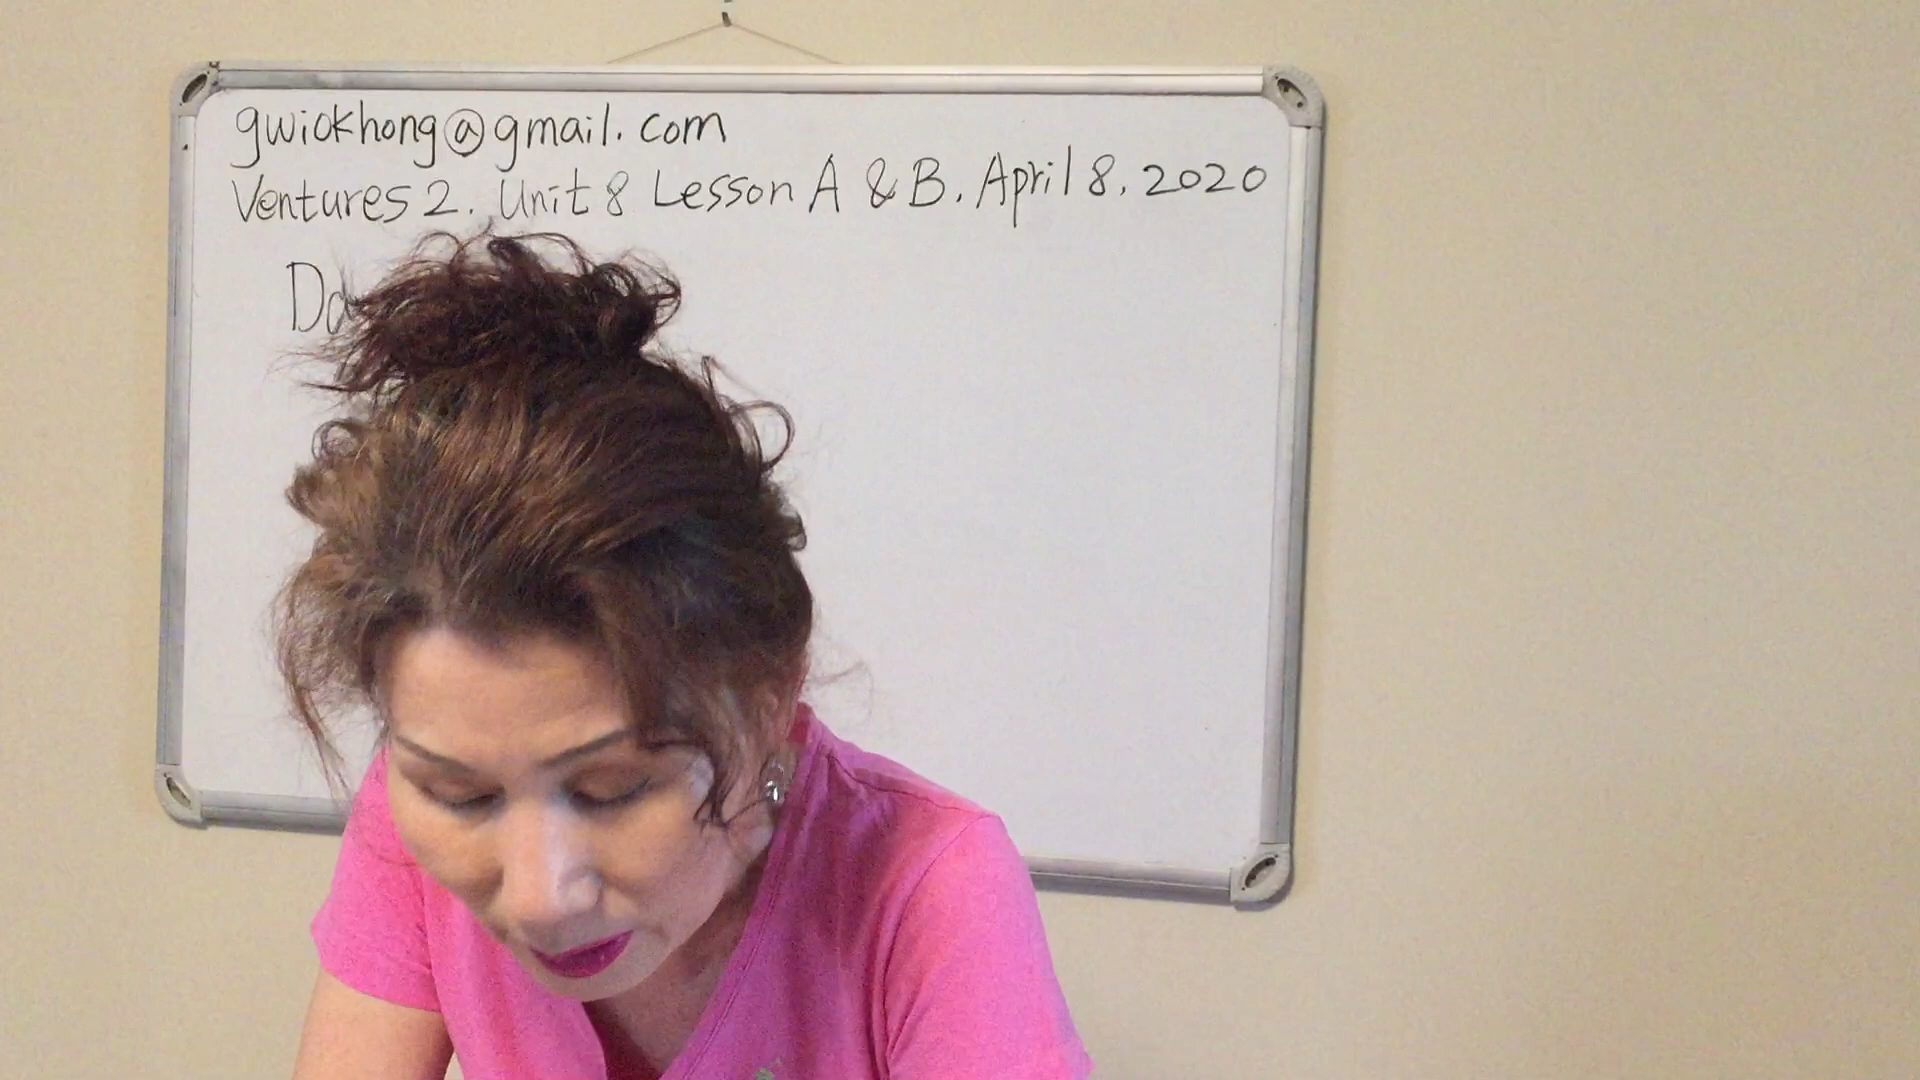 gwiokhong@gmail.com
Ventures 2. Unit 8 Lesson A & B. April 8. 2020